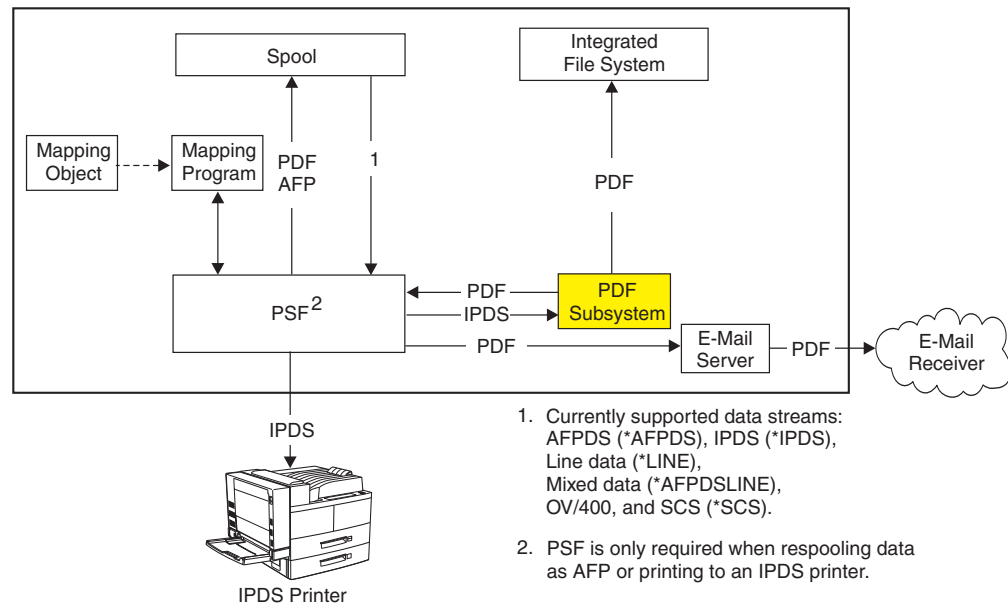 Spool
Integrated
File System
Mapping
Object
Mapping
Program
PDF
AFP
1
PDF
PSF2
PDF
IPDS
PDF
PDF
Subsystem
E-Mail
Server
PDF
E-Mail
Receiver
IPDS
IPDS Printer
1. Currently supported data streams:
AFPDS (*AFPDS), IPDS (*IPDS),
Line data (*LINE),
Mixed data (*AFPDSLINE),
OV/400, and SCS (*SCS).
2. PSF is only required when respooling data
as AFP or printing to an IPDS printer.